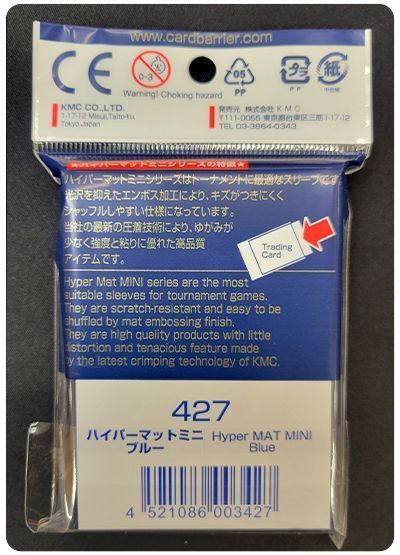 www.cardbarrier.com
CE
0-3
05
PP
プラ
PP
紙
中台紙
Warning! Choking hazard
KMC CO.,LTD.
1-17-12 Misuji,Taito-ku,
Tokyo,Japan
発売元 株式会社 KMC
〒111-0055 東京都台東区三筋1-17-12
TEL 03-3864-0343
★ハイパーマットミニシリーズの特徴★
ハイパーマットミニシリーズはトーナメントに最適なスリーブです
光沢を抑えたエンボス加工により、キズがつきにくく
シャッフルしやすい仕様になっています。
当社の最新の圧着技術により、ゆがみが
少なく強度と粘りに優れた高品質
アイテムです。
Trading
Card
Hyper Mat MINI series are the most
suitable sleeves for tournament games.
They are scratch-resistant and easy to be
shuffled by mat embossing finish.
They are high quality products with little
distortion and tenacious feature made
by the latest crimping technology of KMC.
427
ハイパーマットミニ Hyper MAT MINI
ブルー Blue
4 521086 003427